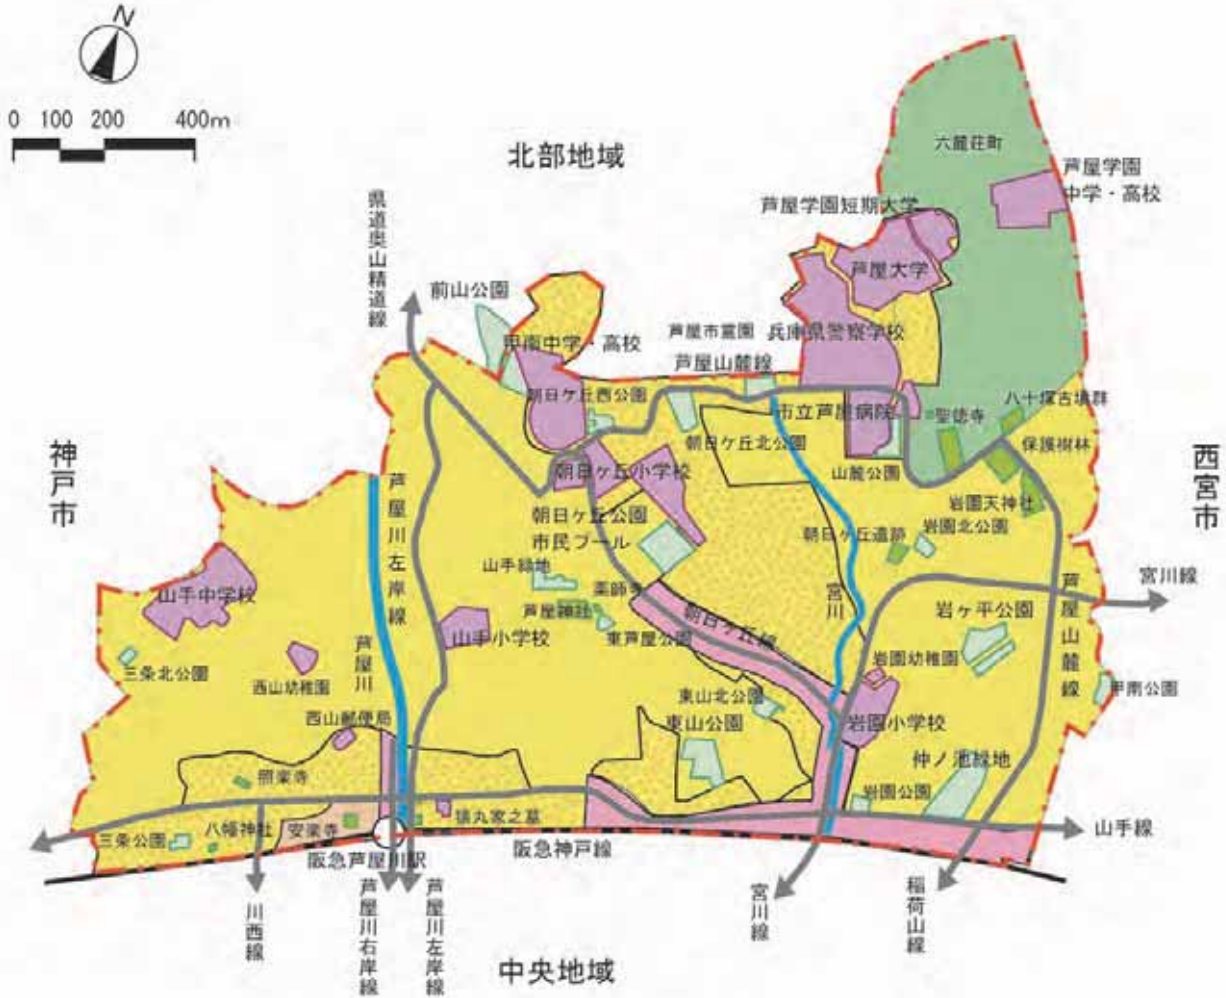 N
0 100 200 400m
北部地域
六麓荘町
芦屋学園
中学・高校
芦屋学園短期大学
県道奥山精道線
芦屋大学
前山公園
芦屋市霊園
兵庫県警察学校
甲南中学・高校
芦屋山麓線
朝日ケ丘西公園
八十塚古墳群
市立芦屋病院
聖徳寺
朝日ケ丘北公園
保護樹林
神戸市
西宮市
朝日ヶ丘小学校
山麓公園
芦屋川左岸線
岩園天神社
朝日ケ丘公園
岩園北公園
市民プール
朝日ケ丘遺跡
山手緑地
宮川線
薬師寺
山手中学校
宮川
芦屋山麓線
芦屋神社
朝日ケ丘線
岩ヶ平公園
山手小学校
東芦屋公園
芦屋川
岩園幼稚園
三条北公園
西山幼稚園
甲南公園
東山北公園
西山郵便局
東山公園
岩園小学校
仲ノ池緑地
照楽寺
岩園公園
猿丸家之墓
八幡神社
安楽寺
山手線
三条公園
阪急神戸線
阪急芦屋川駅
川西線
芦屋川右岸線
芦屋川左岸線
宮川線
稲荷山線
中央地域